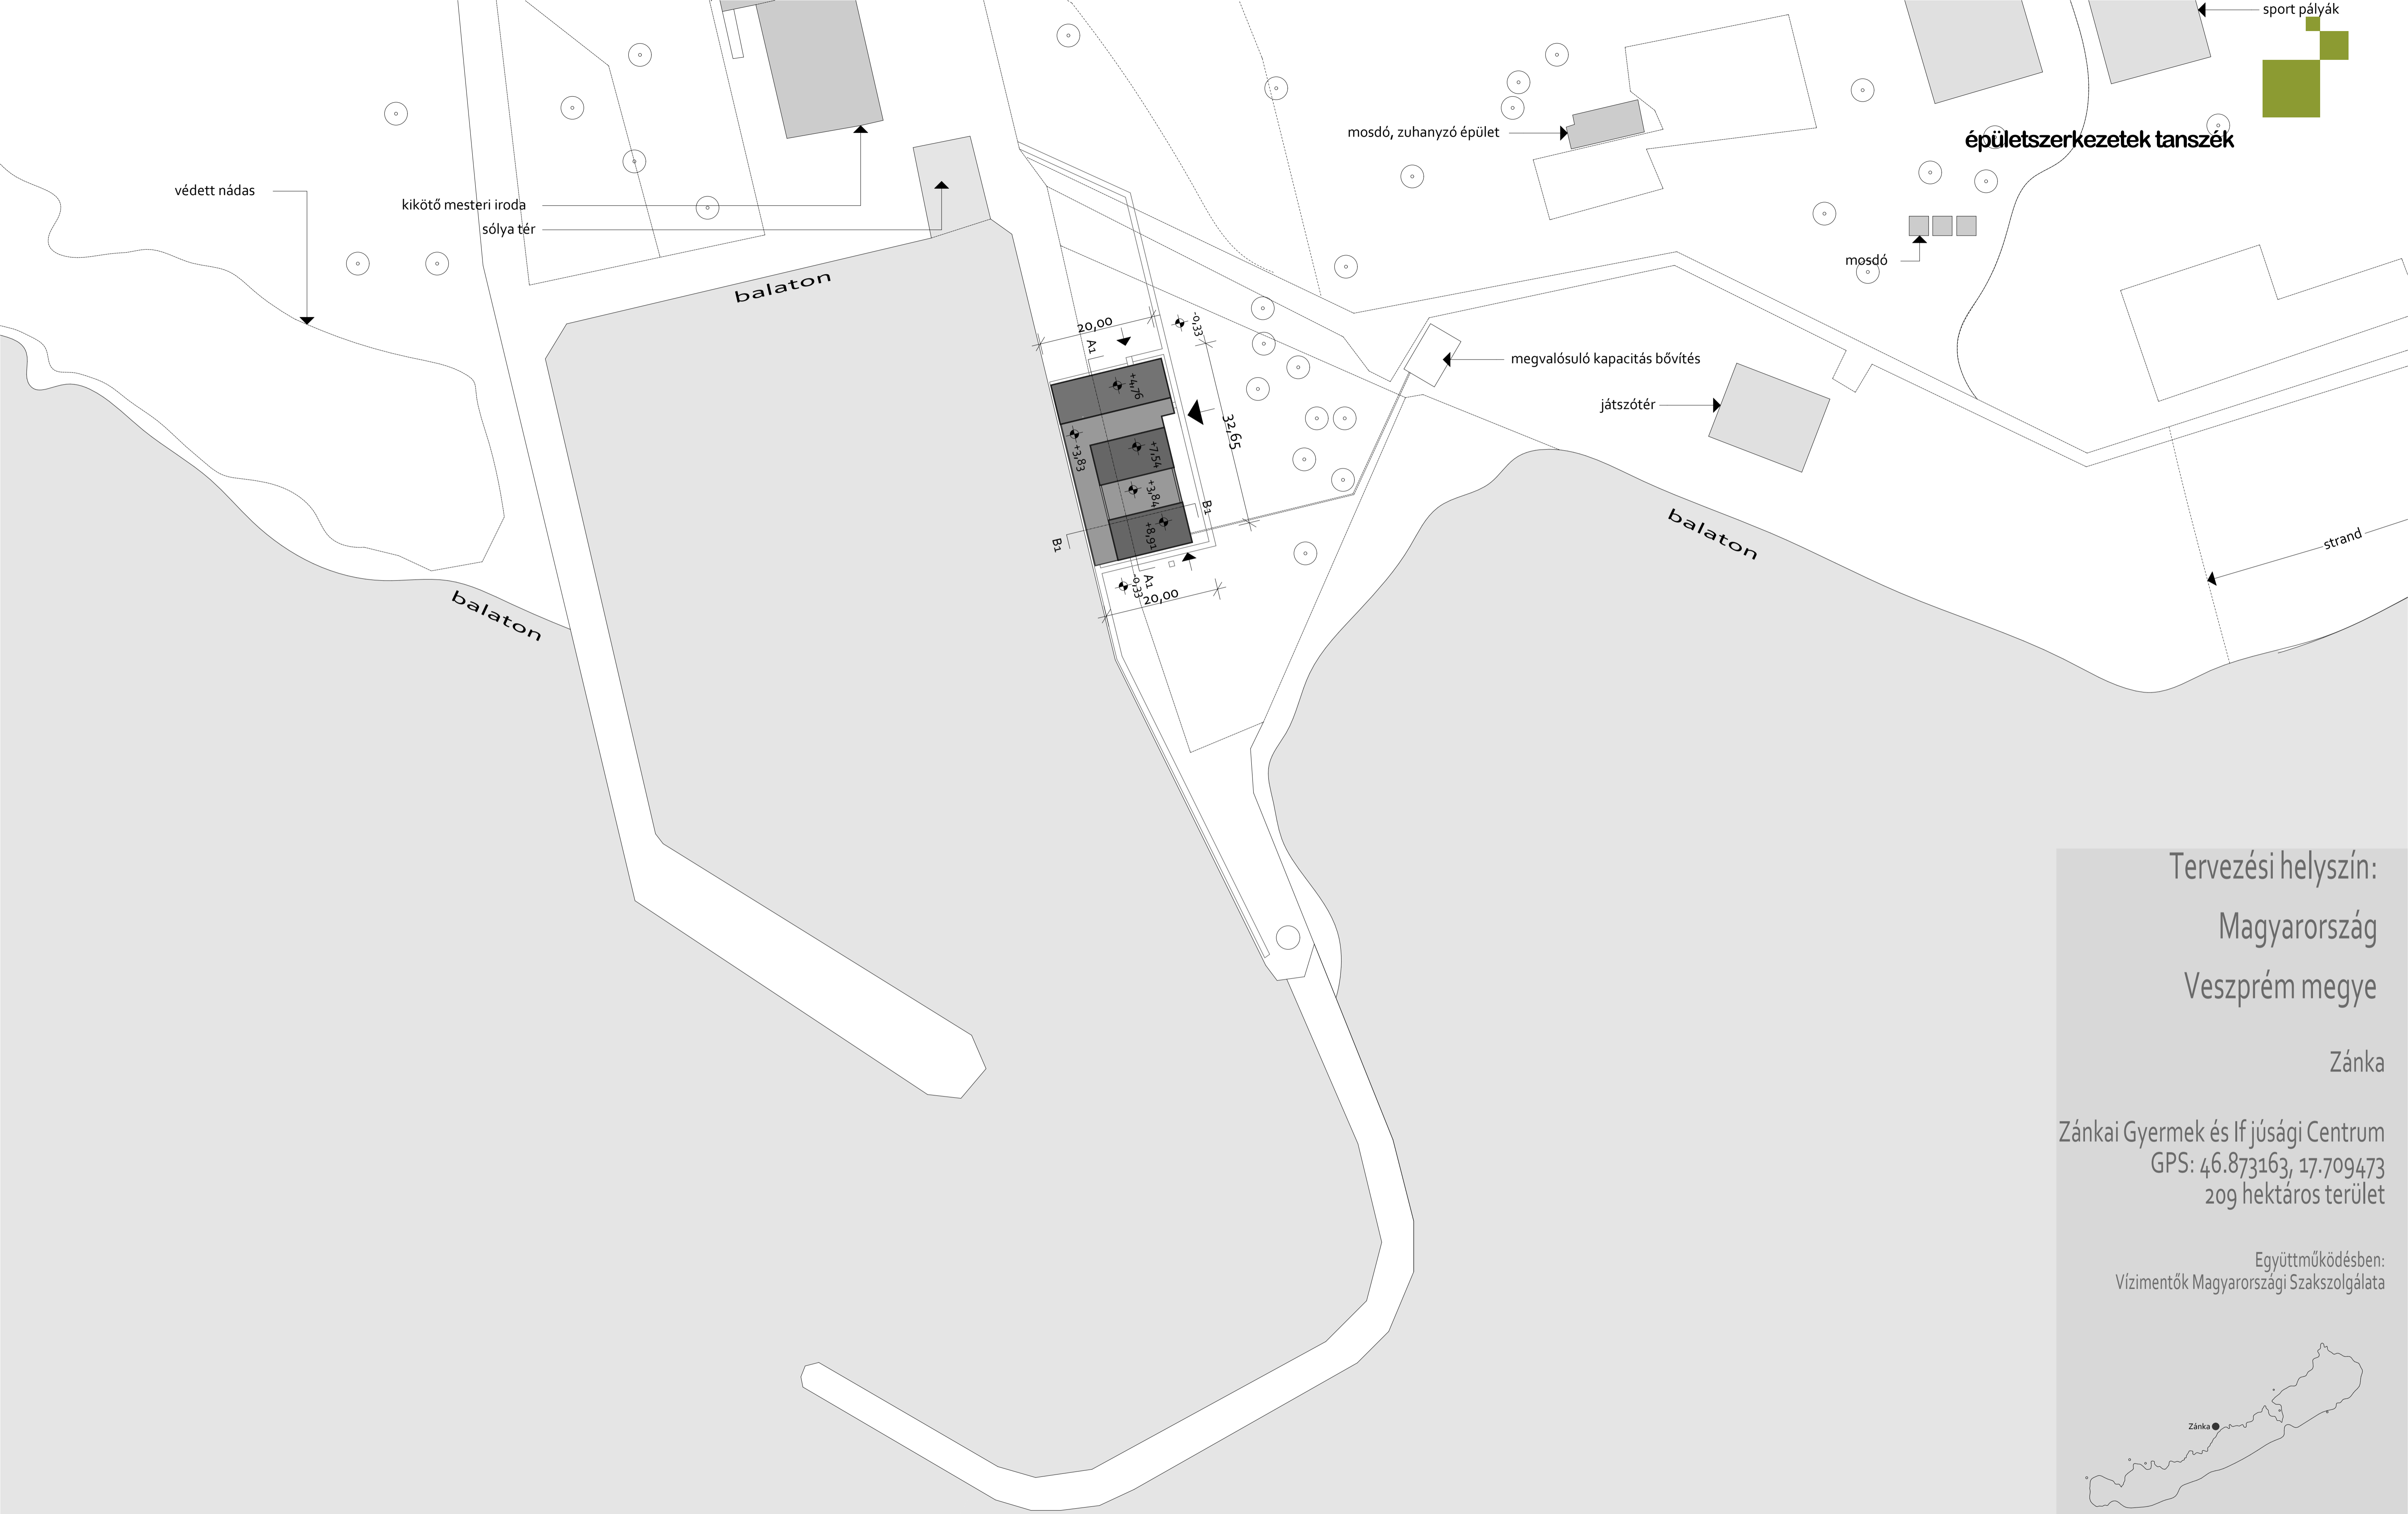 sport pályák
mosdó, zuhanyzó épület
épületszerkezetek tanszék
védett nádas
kikötő mesteri iroda
sólya tér
mosdó
balaton
20,00
-0,33
A1
megvalósuló kapacitás bővítés
+4,76
játszótér
32,65
+3,83
+7,54
+3,84
B1
+8,91
B1
balaton
strand
-0,33
A1
20,00
balaton
Tervezési helyszín:
Magyarország
Veszprém megye
Zánka
Zánkai Gyermek és If júsági Centrum
GPS: 46.873163, 17.709473
209 hektáros terület
Együttműködésben:
Vízimentők Magyarországi Szakszolgálata
Zánka